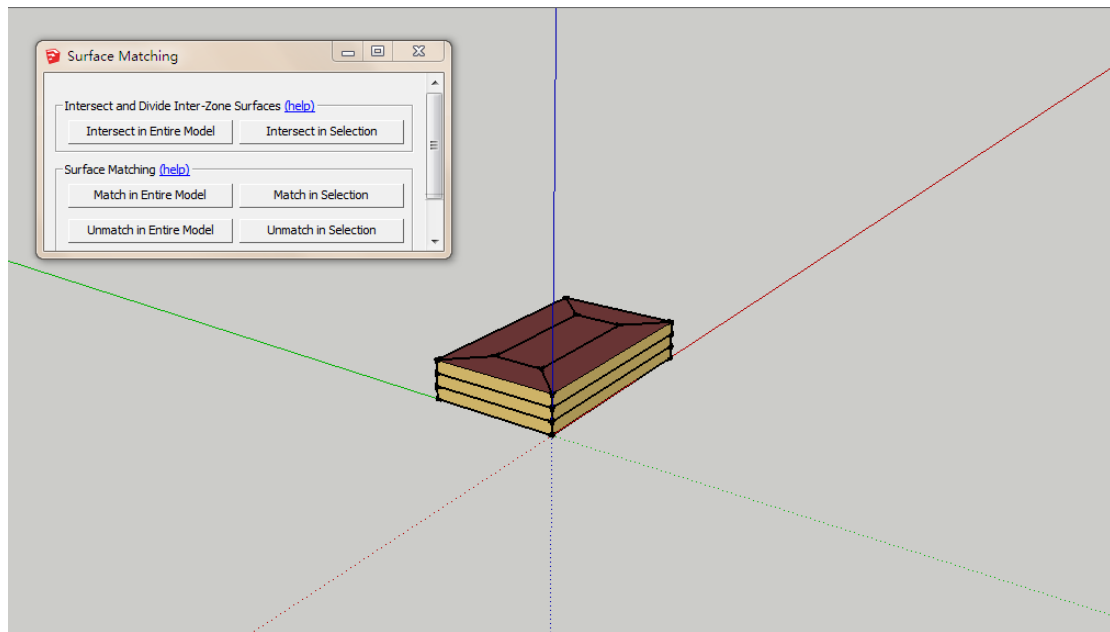 Surface Matching
Intersect and Divide Inter-Zone Surfaces (help)
Intersect in Entire Model Intersect in Selection
Surface Matching (help)
Match in Entire Model Match in Selection
Unmatch in Entire Model Unmatch in Selection